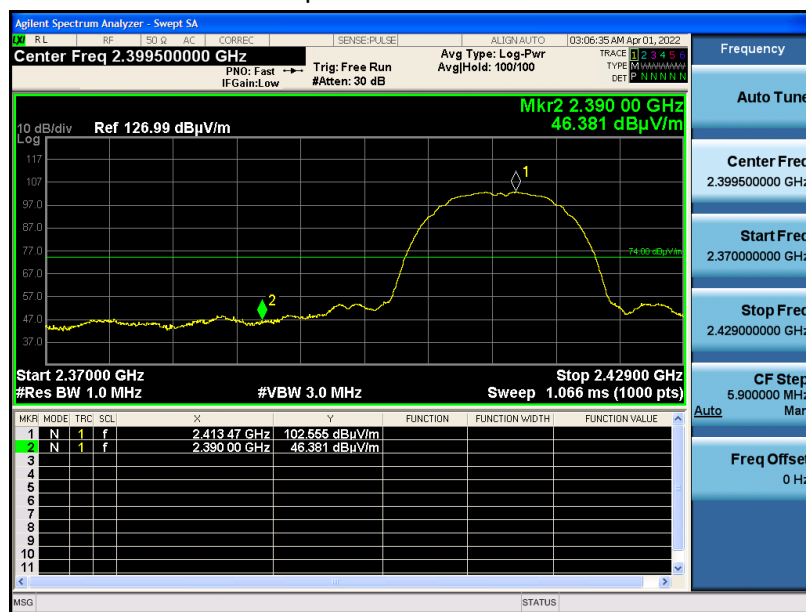 Agilent Spectrum Analyzer - Swept SA
LXI RL RF 50 Ω AC CORREC SENSE:PULSE ALIGN AUTO 03:06:35 AM Apr 01, 2022
Center Freq 2.399500000 GHz
PNO: Fast
IFGain:Low
Trig: Free Run
#Atten: 30 dB
Avg Type: Log-Pwr
Avg|Hold: 100/100
TRACE 1 2 3 4 5 6
TYPE M WWWWW
DET P N N N N N
Mkr2 2.390 00 GHz
46.381 dBµV/m
10 dB/div Ref 126.99 dBµV/m
Log
117
107
97.0
87.0
77.0
67.0
57.0
47.0
37.0
1
74.00 dBµV/m
2
Start 2.37000 GHz Stop 2.42900 GHz
#Res BW 1.0 MHz #VBW 3.0 MHz Sweep 1.066 ms (1000 pts)
MKR MODE TRC SCL X Y FUNCTION FUNCTION WIDTH FUNCTION VALUE
1 N 1 f 2.413 47 GHz 102.555 dBµV/m
2 N 1 f 2.390 00 GHz 46.381 dBµV/m
3
4
5
6
7
8
9
10
11
MSG STATUS
Frequency
Auto Tune
Center Freq
2.399500000 GHz
Start Freq
2.370000000 GHz
Stop Freq
2.429000000 GHz
CF Step
5.900000 MHz
Auto Man
Freq Offset
0 Hz